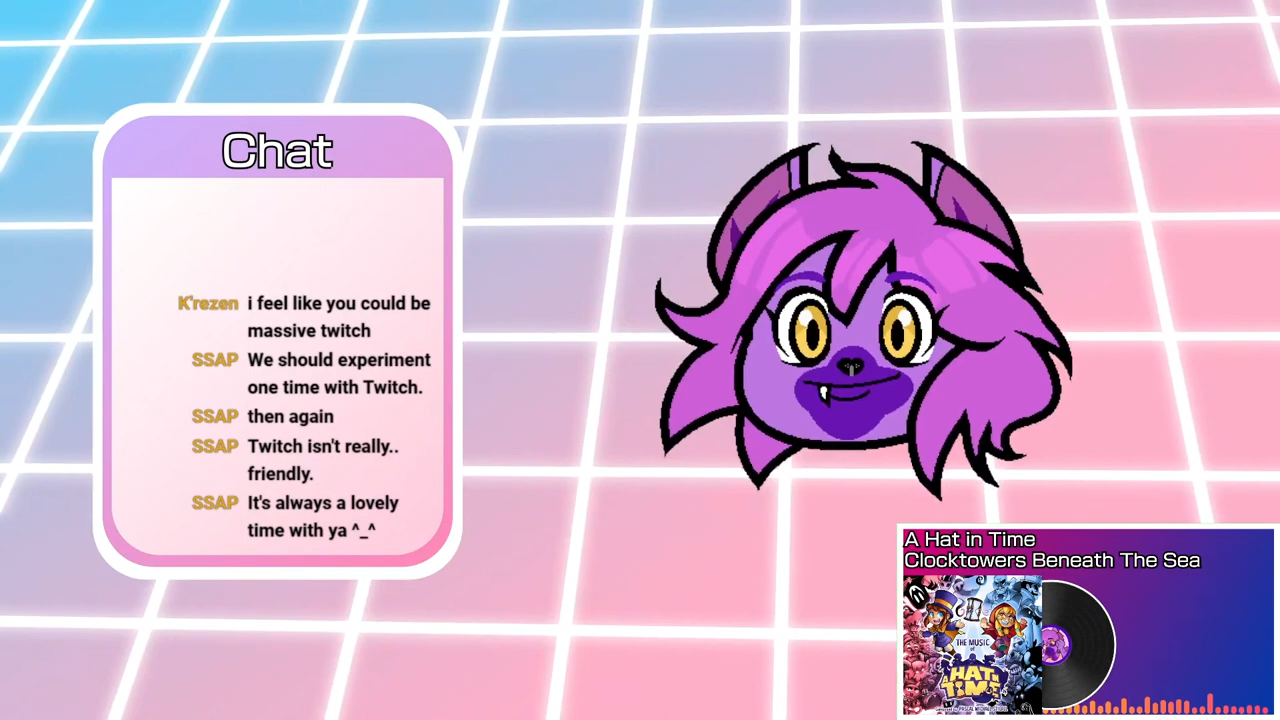 Chat
K'rezen i feel like you could be
massive twitch
SSAP We should experiment
one time with Twitch.
SSAP then again
SSAP Twitch isn't really..
friendly.
SSAP It's always a lovely
time with ya ^_^
A Hat in Time
Clocktowers Beneath The Sea
THE MUSIC
of
A HAT
IN TIME